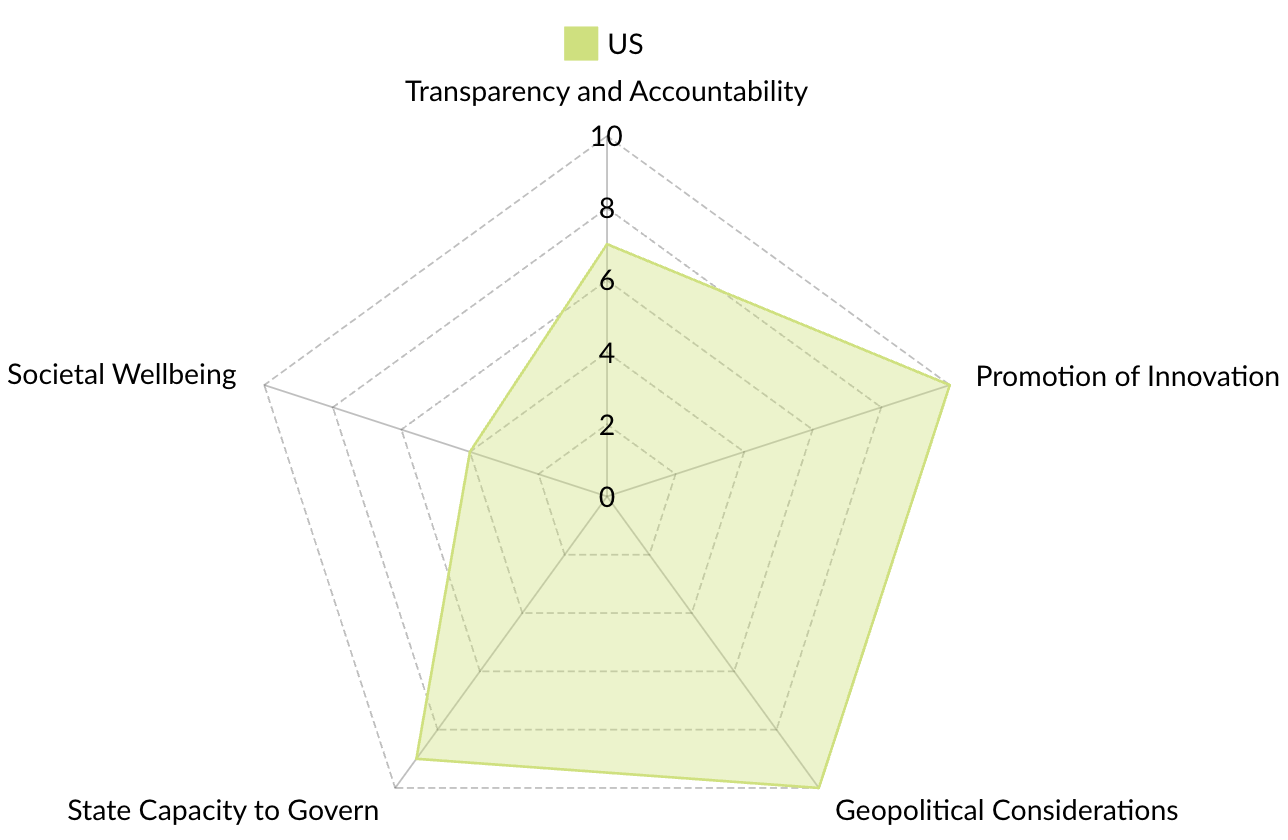 US
Transparency and Accountability
10
8
6
4
2
0
Societal Wellbeing
Promotion of Innovation
State Capacity to Govern
Geopolitical Considerations